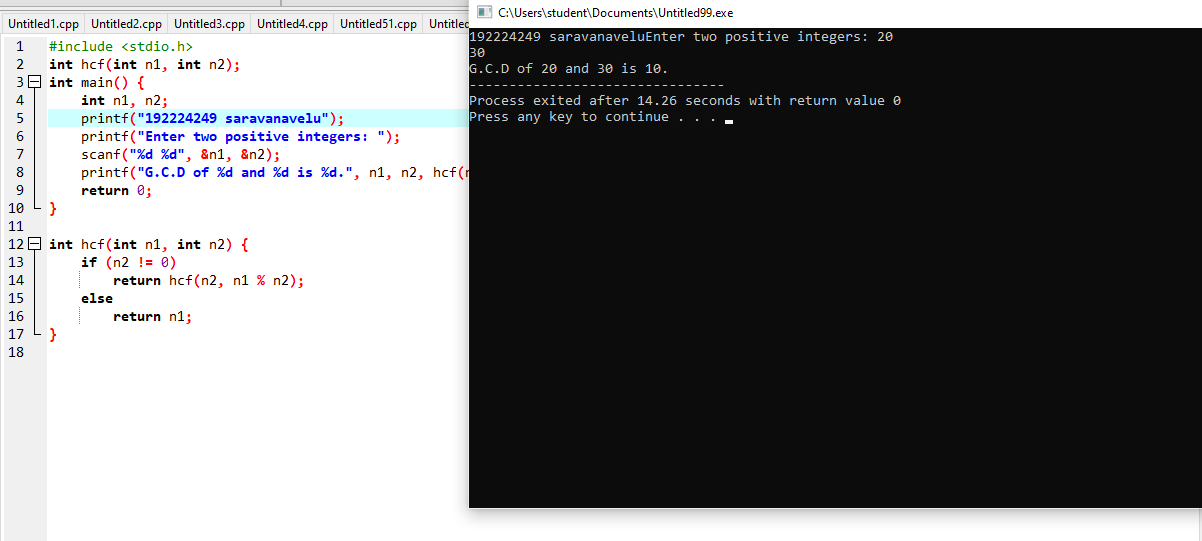 Untitled1.cpp Untitled2.cpp Untitled3.cpp Untitled4.cpp Untitled51.cpp Untitled
1 #include <stdio.h>
2 int hcf(int n1, int n2);
3 int main() {
4 int n1, n2;
5 printf("192224249 saravanavelu");
6 printf("Enter two positive integers: ");
7 scanf("%d %d", &n1, &n2);
8 printf("G.C.D of %d and %d is %d.", n1, n2, hcf(n
9 return 0;
10 }
11
12 int hcf(int n1, int n2) {
13 if (n2 != 0)
14 return hcf(n2, n1 % n2);
15 else
16 return n1;
17 }
18
C:\Users\student\Documents\Untitled99.exe
192224249 saravanaveluEnter two positive integers: 20
30
G.C.D of 20 and 30 is 10.
--------------------------------
Process exited after 14.26 seconds with return value 0
Press any key to continue . . .